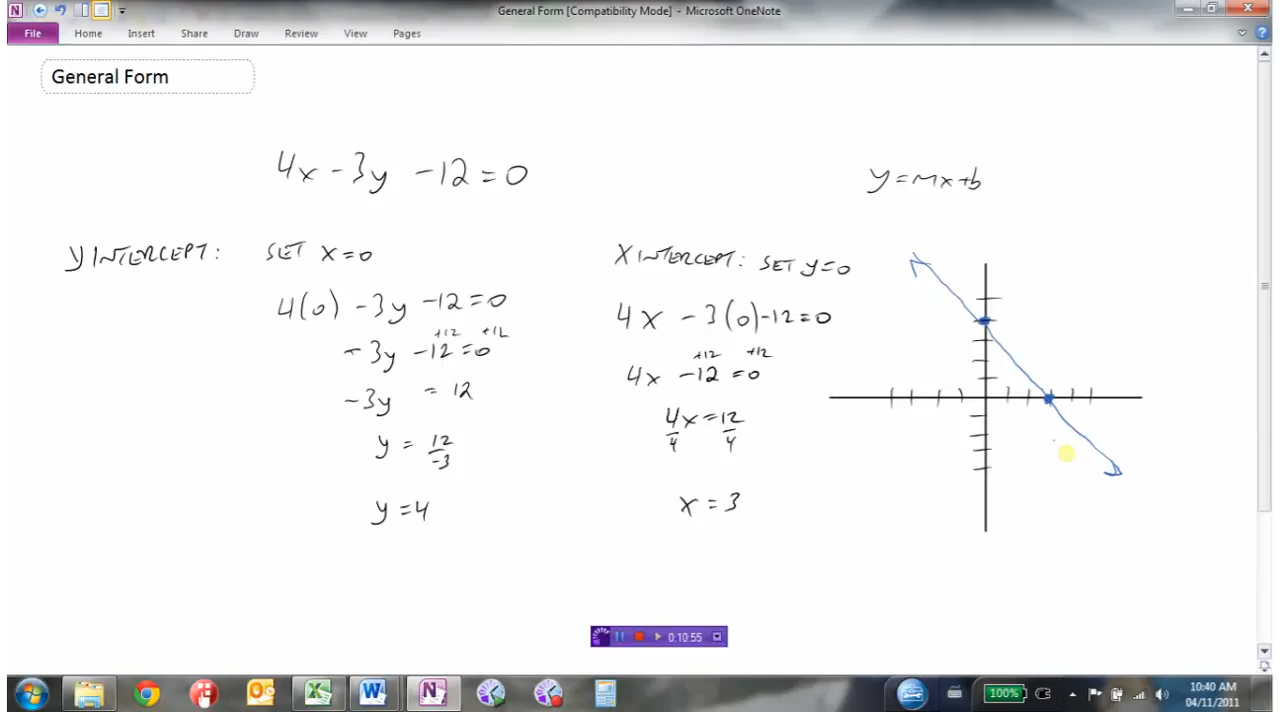 General Form [Compatibility Mode] - Microsoft OneNote
File Home Insert Share Draw Review View Pages
General Form
4x - 3y - 12 = 0
y = mx + b
Y INTERCEPT: SET x = 0
X INTERCEPT: SET y = 0
4(0) - 3y - 12 = 0
4x - 3(0) - 12 = 0
+12 +12
- 3y - 12 = 0
+12 +12
4x - 12 = 0
- 3y = 12
4x = 12
4 4
y = 12
-3
y = 4
x = 3
0:10:55
100%
10:40 AM
04/11/2011